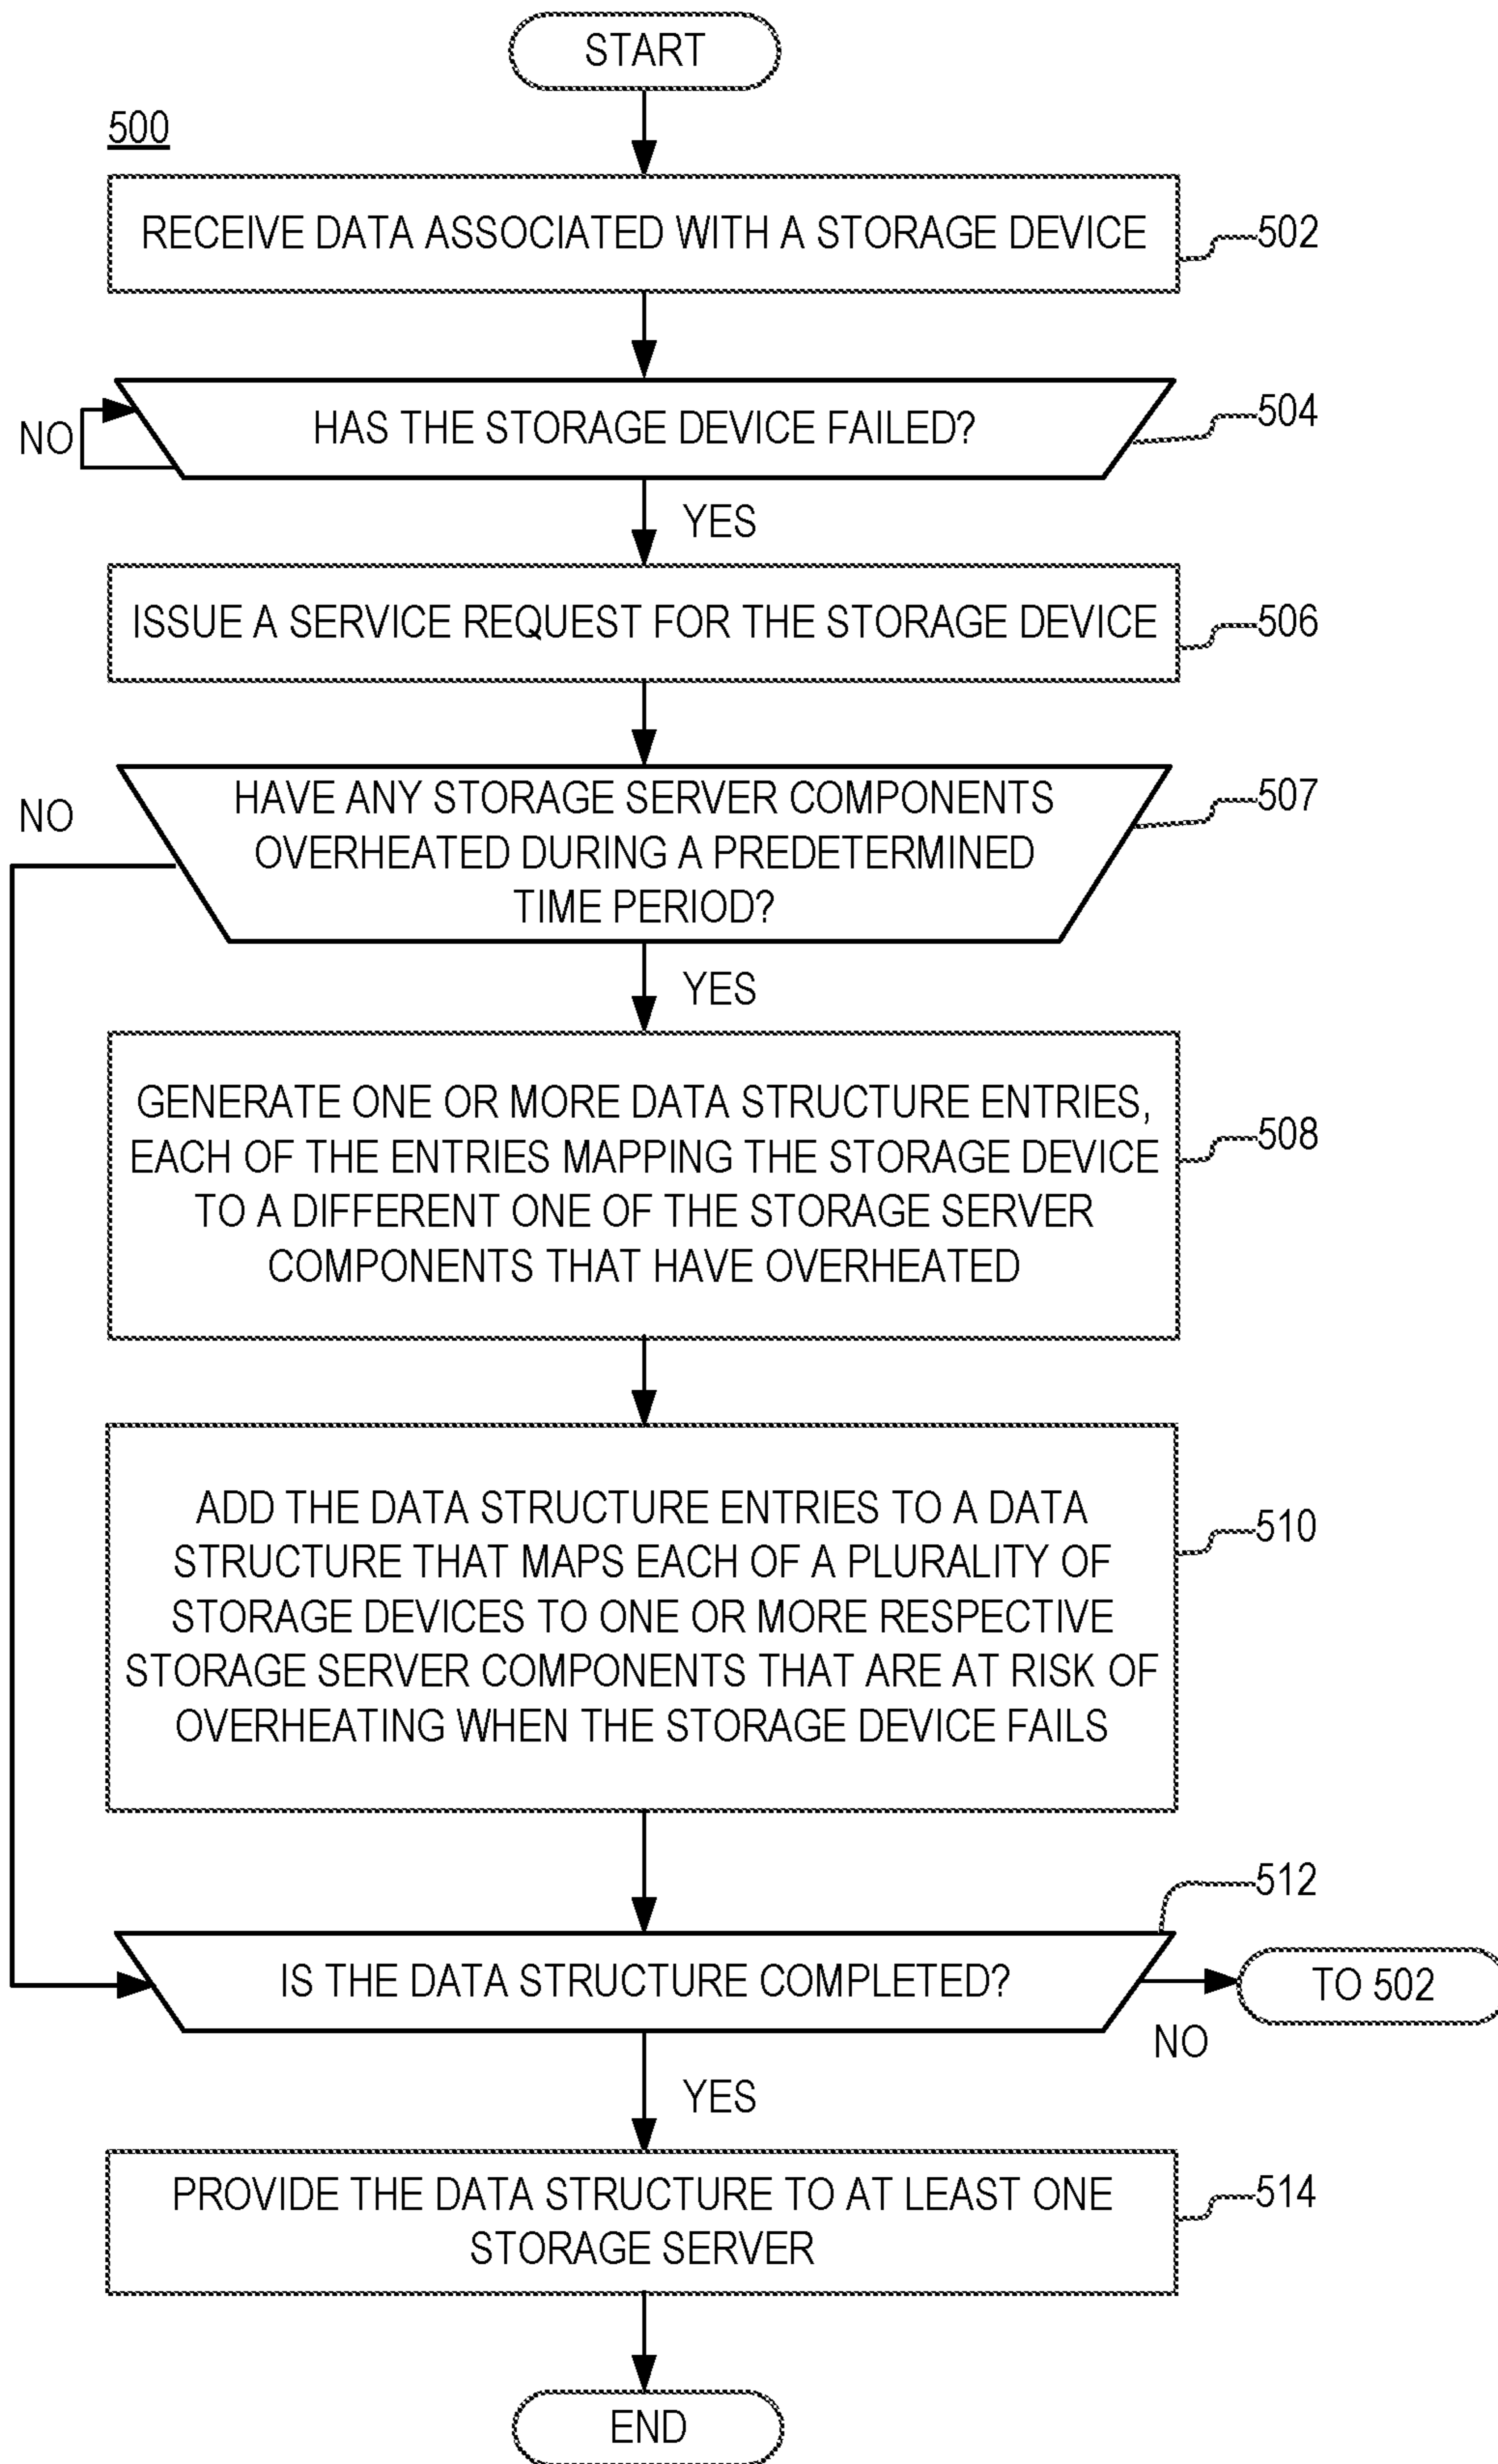 START
500
RECEIVE DATA ASSOCIATED WITH A STORAGE DEVICE
502
HAS THE STORAGE DEVICE FAILED?
504
NO
YES
ISSUE A SERVICE REQUEST FOR THE STORAGE DEVICE
506
HAVE ANY STORAGE SERVER COMPONENTS
OVERHEATED DURING A PREDETERMINED
TIME PERIOD?
507
NO
YES
GENERATE ONE OR MORE DATA STRUCTURE ENTRIES,
EACH OF THE ENTRIES MAPPING THE STORAGE DEVICE
TO A DIFFERENT ONE OF THE STORAGE SERVER
COMPONENTS THAT HAVE OVERHEATED
508
ADD THE DATA STRUCTURE ENTRIES TO A DATA
STRUCTURE THAT MAPS EACH OF A PLURALITY OF
STORAGE DEVICES TO ONE OR MORE RESPECTIVE
STORAGE SERVER COMPONENTS THAT ARE AT RISK OF
OVERHEATING WHEN THE STORAGE DEVICE FAILS
510
512
IS THE DATA STRUCTURE COMPLETED?
TO 502
NO
YES
PROVIDE THE DATA STRUCTURE TO AT LEAST ONE
STORAGE SERVER
514
END